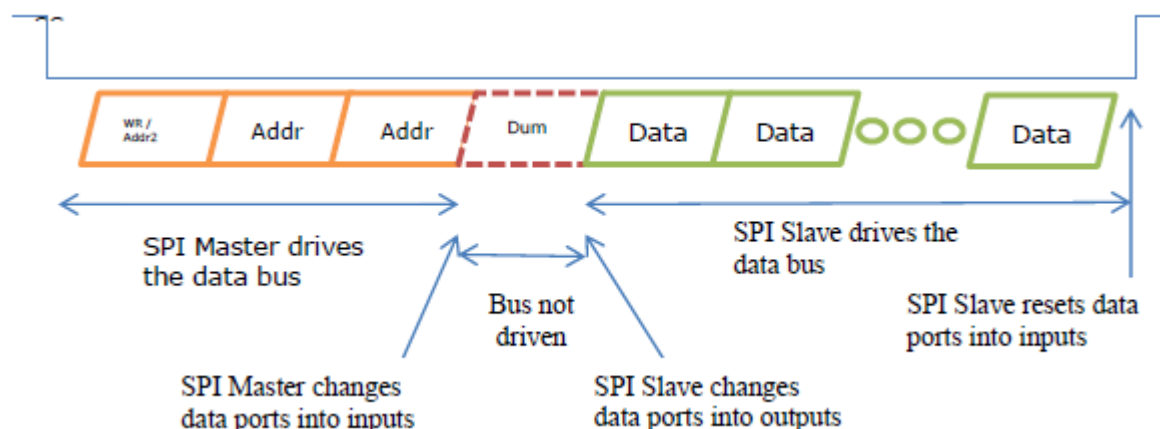 WR /
Addr2
Addr
Addr
Dum
Data
Data
Data
SPI Master drives
the data bus
SPI Slave drives the
data bus
Bus not
driven
SPI Slave resets data
ports into inputs
SPI Master changes
data ports into inputs
SPI Slave changes
data ports into outputs